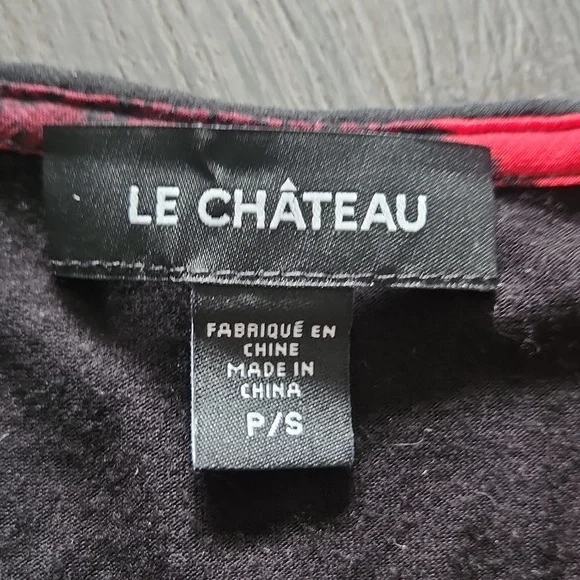 LE CHÂTEAU
FABRIQUÉ EN
CHINE
MADE IN
CHINA
P/S